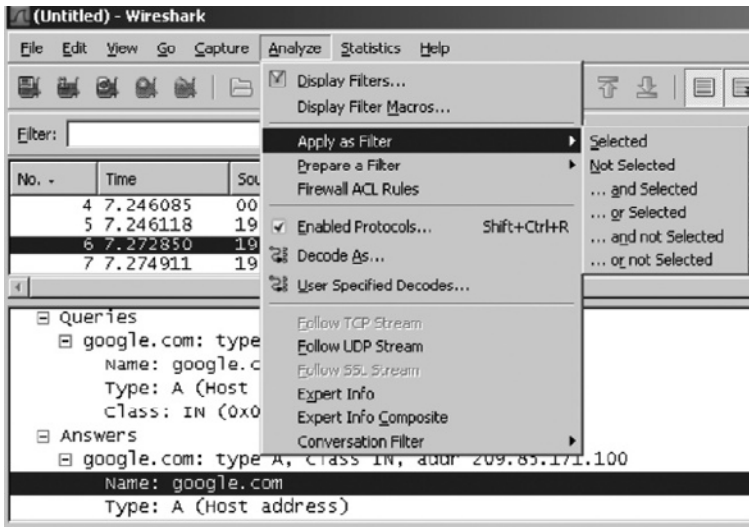 (Untitled) - Wireshark
File Edit View Go Capture Analyze Statistics Help
Filter:
No. - Time Sou
4 7.246085 00
5 7.246118 19
6 7.272850 19
7 7.274911 19
Display Filters...
Display Filter Macros...
Apply as Filter
Prepare a Filter
Firewall ACL Rules
Enabled Protocols... Shift+Ctrl+R
Decode As...
User Specified Decodes...
Follow TCP Stream
Follow UDP Stream
Follow SSL Stream
Expert Info
Expert Info Composite
Conversation Filter
Selected
Not Selected
... and Selected
... or Selected
... and not Selected
... or not Selected
Queries
google.com: type
Name: google.c
Type: A (Host
Class: IN (0x0
Answers
google.com: type A, class IN, addr 209.85.171.100
Name: google.com
Type: A (Host address)